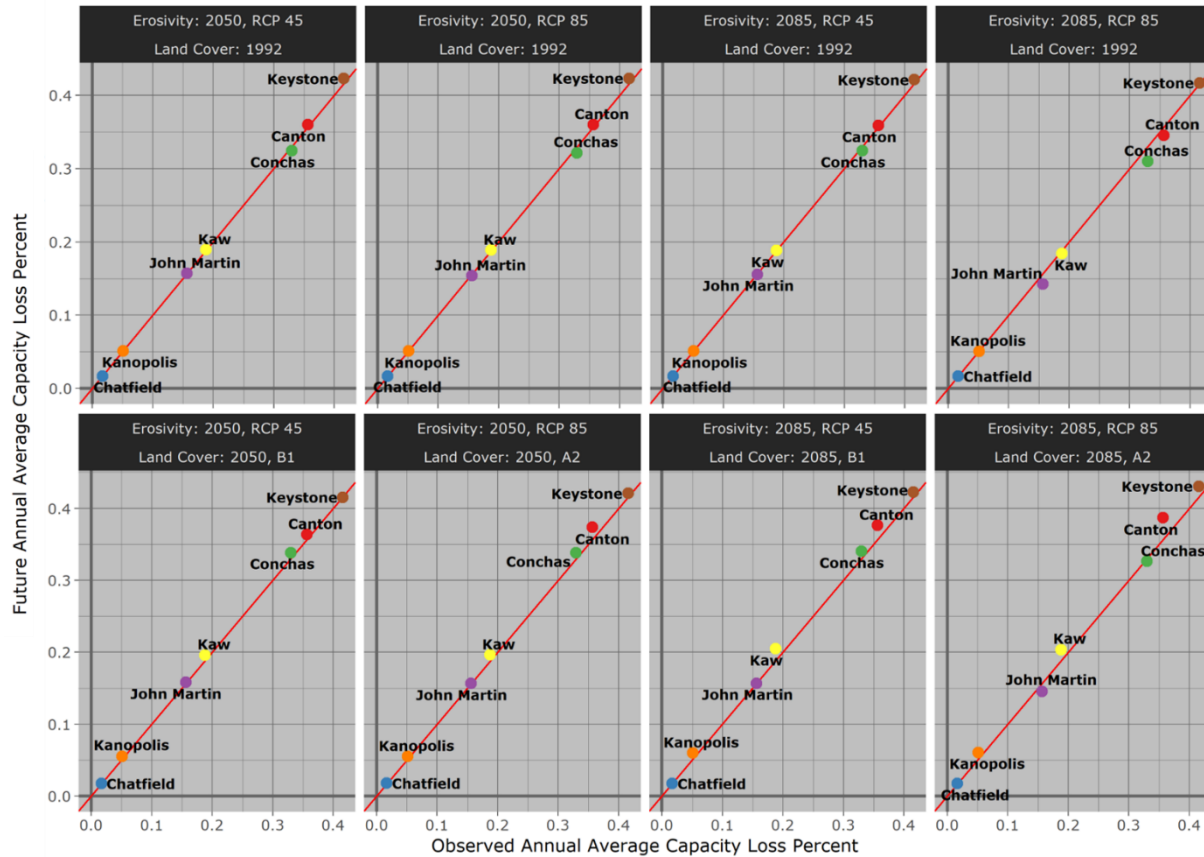 Erosivity: 2050, RCP 45
Land Cover: 1992
Erosivity: 2050, RCP 85
Land Cover: 1992
Erosivity: 2085, RCP 45
Land Cover: 1992
Erosivity: 2085, RCP 85
Land Cover: 1992
Future Annual Average Capacity Loss Percent
0.4
0.3
0.2
0.1
0.0
Keystone
Canton
Conchas
Kaw
John Martin
Kanopolis
Chatfield
Keystone
Canton
Conchas
Kaw
John Martin
Kanopolis
Chatfield
Keystone
Canton
Conchas
Kaw
John Martin
Kanopolis
Chatfield
Keystone
Canton
Conchas
Kaw
John Martin
Kanopolis
Chatfield
Erosivity: 2050, RCP 45
Land Cover: 2050, B1
Erosivity: 2050, RCP 85
Land Cover: 2050, A2
Erosivity: 2085, RCP 45
Land Cover: 2085, B1
Erosivity: 2085, RCP 85
Land Cover: 2085, A2
0.4
0.3
0.2
0.1
0.0
Keystone
Canton
Conchas
Kaw
John Martin
Kanopolis
Chatfield
Keystone
Canton
Conchas
Kaw
John Martin
Kanopolis
Chatfield
Keystone
Canton
Conchas
Kaw
John Martin
Kanopolis
Chatfield
Keystone
Canton
Conchas
Kaw
John Martin
Kanopolis
Chatfield
0.0 0.1 0.2 0.3 0.4
0.0 0.1 0.2 0.3 0.4
0.0 0.1 0.2 0.3 0.4
0.0 0.1 0.2 0.3 0.4
Observed Annual Average Capacity Loss Percent